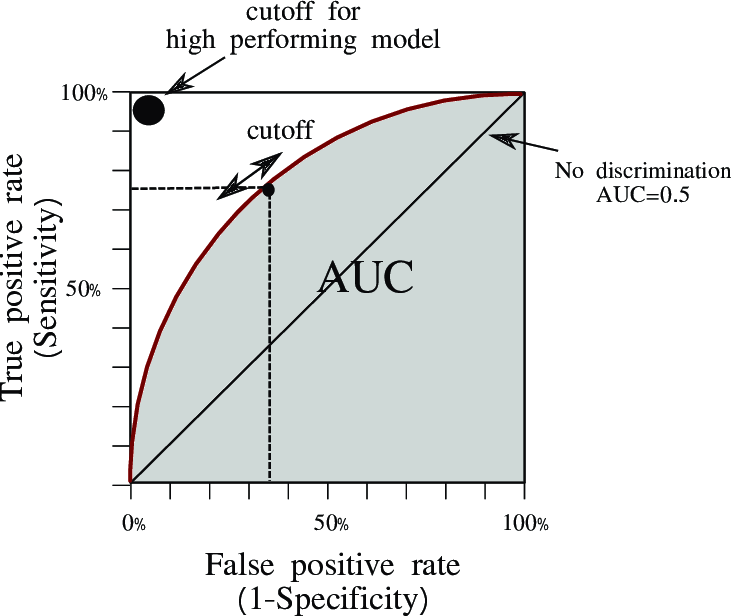 cutoff for
high performing model
100%
cutoff
No discrimination
AUC=0.5
True positive rate
(Sensitivity)
AUC
50%
0%
50%
100%
False positive rate
(1-Specificity)